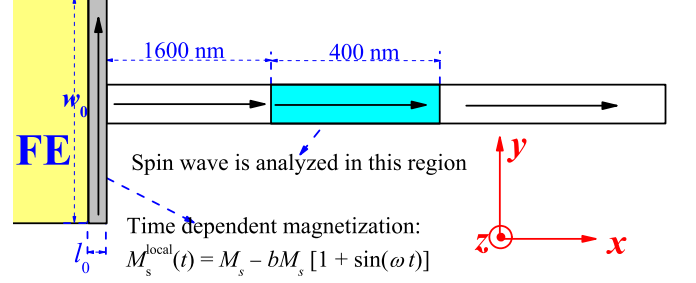 1600 nm
400 nm
w₀
FE
Spin wave is analyzed in this region
y
Time dependent magnetization:
z
x
l₀
Mₛˡᵒᶜᵃˡ(t) = Mₛ – bMₛ [1 + sin(ω t)]